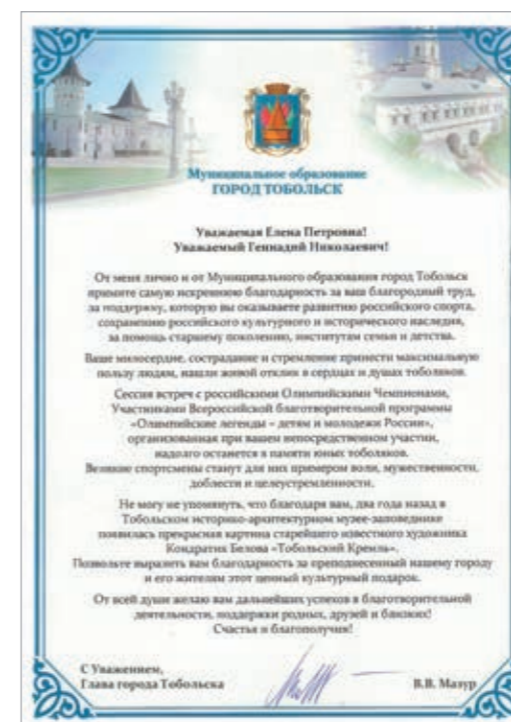 Муниципальное образование
ГОРОД ТОБОЛЬСК
Уважаемая Елена Петровна!
Уважаемый Геннадий Николаевич!
От меня лично и от Муниципального образования город Тобольск
примите самую искреннюю благодарность за ваш благородный труд,
за поддержку, которую вы оказываете развитию российского спорта,
сохранению российского культурного и исторического наследия,
за помощь старшему поколению, институтам семьи и детства.
Ваше милосердие, сострадание и стремление принести максимальную
пользу людям, нашли живой отклик в сердцах и душах тоболяков.
Сессия встреч с российскими Олимпийскими Чемпионами,
Участниками Всероссийской благотворительной программы
«Олимпийские легенды – детям и молодежи России»,
организованная при вашем непосредственном участии,
надолго останется в памяти юных тоболяков.
Великие спортсмены станут для них примером воли, мужественности,
доблести и целеустремленности.
Не могу не упомянуть, что благодаря вам, два года назад в
Тобольском историко-архитектурном музее-заповеднике
появилась прекрасная картина старейшего известного художника
Кондратия Белова «Тобольский Кремль».
Позвольте выразить вам благодарность за преподнесенный нашему городу
и его жителям этот ценный культурный подарок.
От всей души желаю вам дальнейших успехов в благотворительной
деятельности, поддержки родных, друзей и близких!
Счастья и благополучия!
С Уважением,
Глава города Тобольска В.В. Мазур